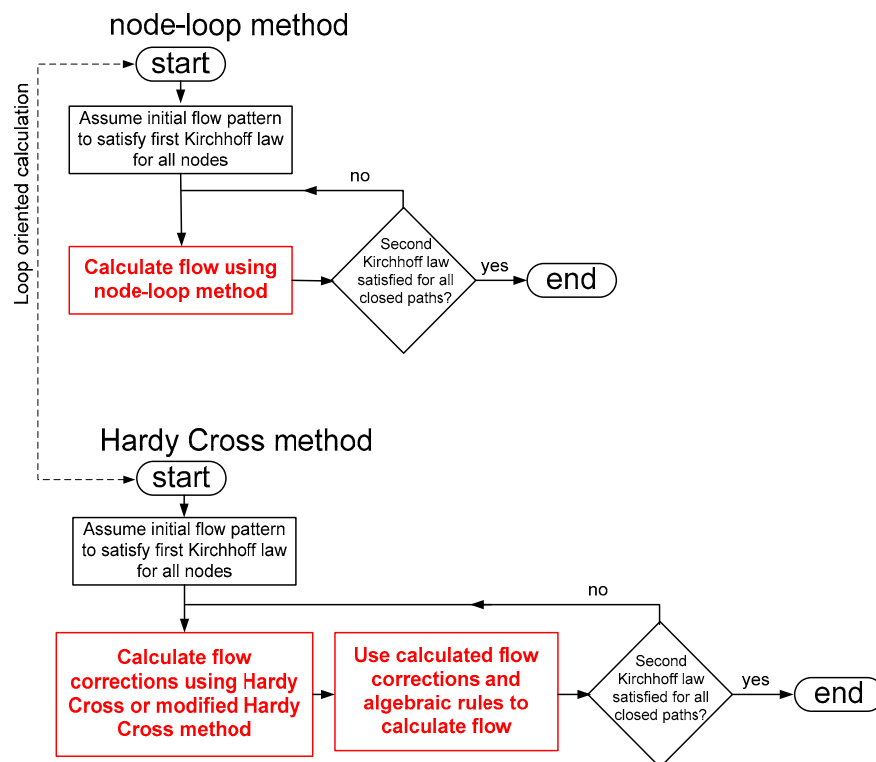 node-loop method
start
Loop oriented calculation
Assume initial flow pattern
to satisfy first Kirchhoff law
for all nodes
no
Calculate flow using
node-loop method
Second
Kirchhoff law
satisfied for all
closed paths?
yes
end
Hardy Cross method
start
Assume initial flow pattern
to satisfy first Kirchhoff law
for all nodes
no
Calculate flow
corrections using Hardy
Cross or modified Hardy
Cross method
Use calculated flow
corrections and
algebraic rules to
calculate flow
Second
Kirchhoff law
satisfied for all
closed paths?
yes
end